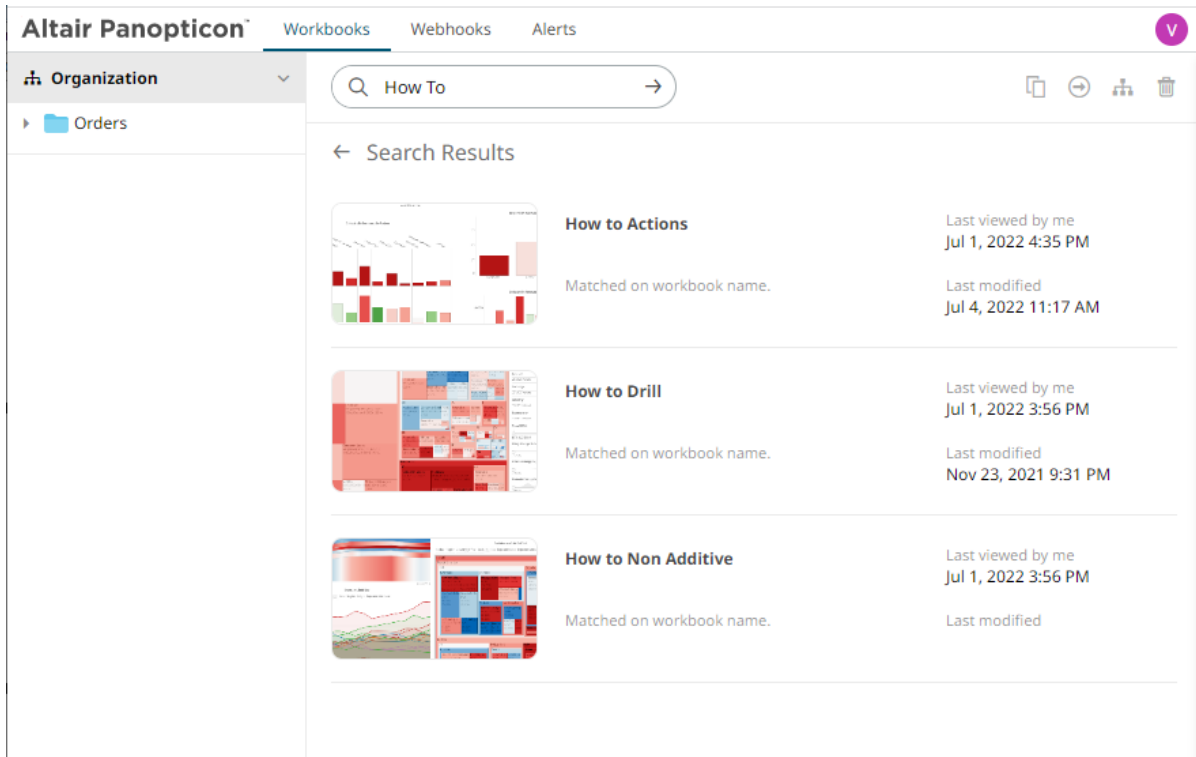 Altair Panopticon™ Workbooks Webhooks Alerts V
Organization
Orders
How To
Search Results
How to Actions
Matched on workbook name.
Last viewed by me
Jul 1, 2022 4:35 PM
Last modified
Jul 4, 2022 11:17 AM
How to Drill
Matched on workbook name.
Last viewed by me
Jul 1, 2022 3:56 PM
Last modified
Nov 23, 2021 9:31 PM
How to Non Additive
Matched on workbook name.
Last viewed by me
Jul 1, 2022 3:56 PM
Last modified